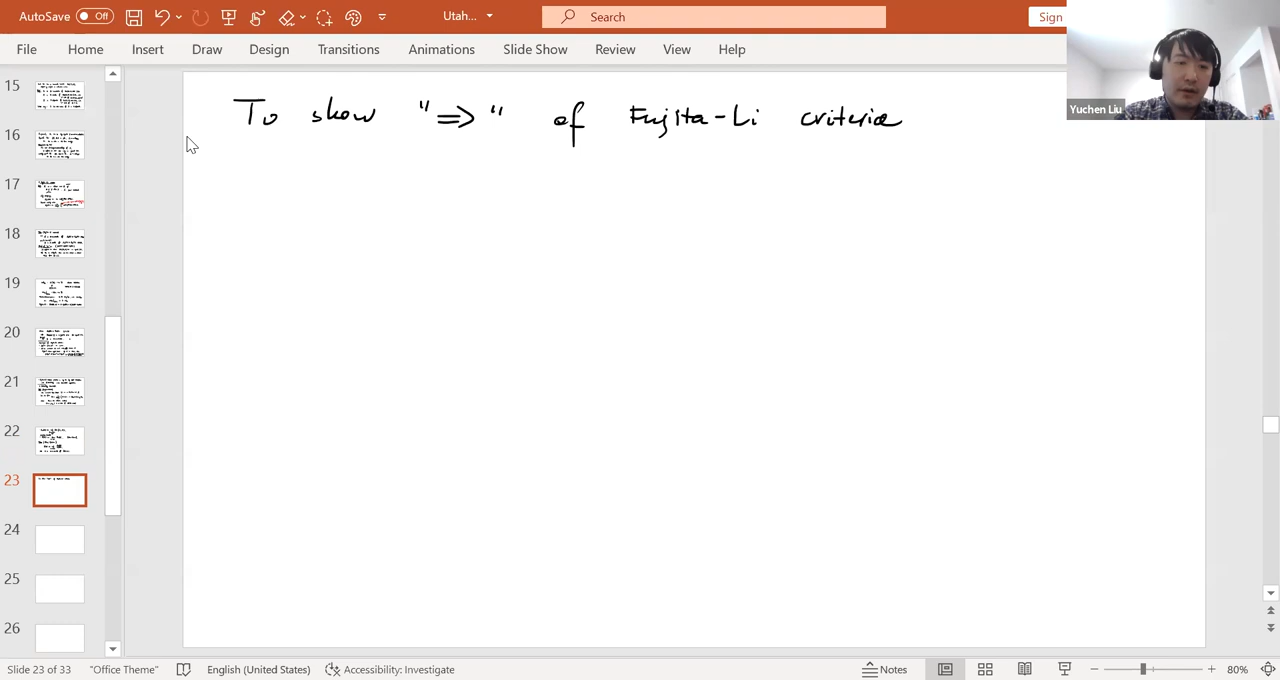 AutoSave Off Utah... Search Sign
File Home Insert Draw Design Transitions Animations Slide Show Review View Help
Yuchen Liu
To show "⇒" of Fujita-Li criteria
15
16
17
18
19
20
21
22
23
24
25
26
Slide 23 of 33 "Office Theme" English (United States) Accessibility: Investigate Notes 80%